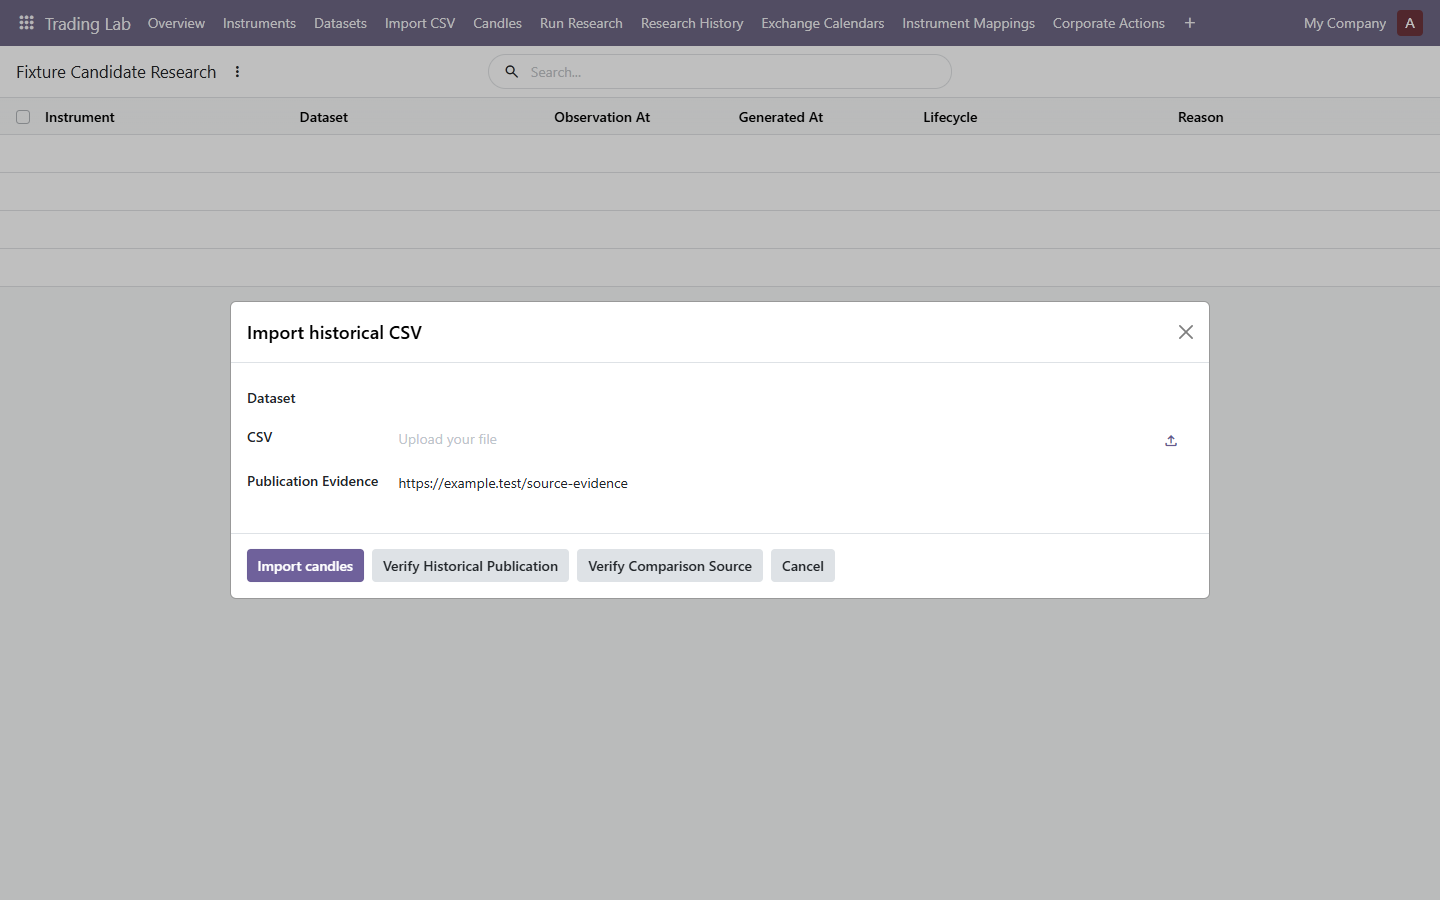 Trading Lab Overview Instruments Datasets Import CSV Candles Run Research Research History Exchange Calendars Instrument Mappings Corporate Actions + My Company A
Fixture Candidate Research Search...
Instrument Dataset Observation At Generated At Lifecycle Reason
Import historical CSV
Dataset
CSV Upload your file
Publication Evidence https://example.test/source-evidence
Import candles Verify Historical Publication Verify Comparison Source Cancel